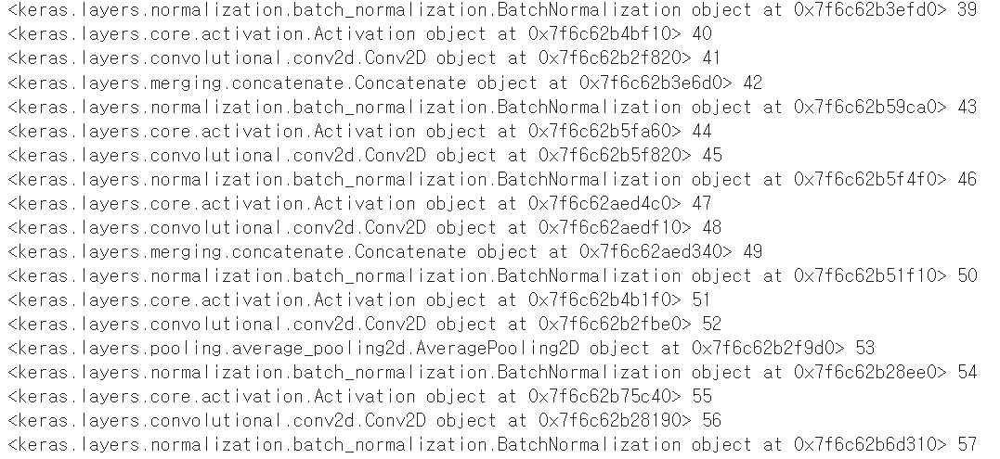 <keras.layers.normalization.batch_normalization.BatchNormalization object at 0x7f6c62b3efd0> 39
<keras.layers.core.activation.Activation object at 0x7f6c62b4bf10> 40
<keras.layers.convolutional.conv2d.Conv2D object at 0x7f6c62b2f820> 41
<keras.layers.merging.concatenate.Concatenate object at 0x7f6c62b3e6d0> 42
<keras.layers.normalization.batch_normalization.BatchNormalization object at 0x7f6c62b59ca0> 43
<keras.layers.core.activation.Activation object at 0x7f6c62b5fa60> 44
<keras.layers.convolutional.conv2d.Conv2D object at 0x7f6c62b5f820> 45
<keras.layers.normalization.batch_normalization.BatchNormalization object at 0x7f6c62b5f4f0> 46
<keras.layers.core.activation.Activation object at 0x7f6c62aed4c0> 47
<keras.layers.convolutional.conv2d.Conv2D object at 0x7f6c62aedf10> 48
<keras.layers.merging.concatenate.Concatenate object at 0x7f6c62aed340> 49
<keras.layers.normalization.batch_normalization.BatchNormalization object at 0x7f6c62b51f10> 50
<keras.layers.core.activation.Activation object at 0x7f6c62b4b1f0> 51
<keras.layers.convolutional.conv2d.Conv2D object at 0x7f6c62b2fbe0> 52
<keras.layers.pooling.average_pooling2d.AveragePooling2D object at 0x7f6c62b2f9d0> 53
<keras.layers.normalization.batch_normalization.BatchNormalization object at 0x7f6c62b28ee0> 54
<keras.layers.core.activation.Activation object at 0x7f6c62b75c40> 55
<keras.layers.convolutional.conv2d.Conv2D object at 0x7f6c62b28190> 56
<keras.layers.normalization.batch_normalization.BatchNormalization object at 0x7f6c62b6d310> 57